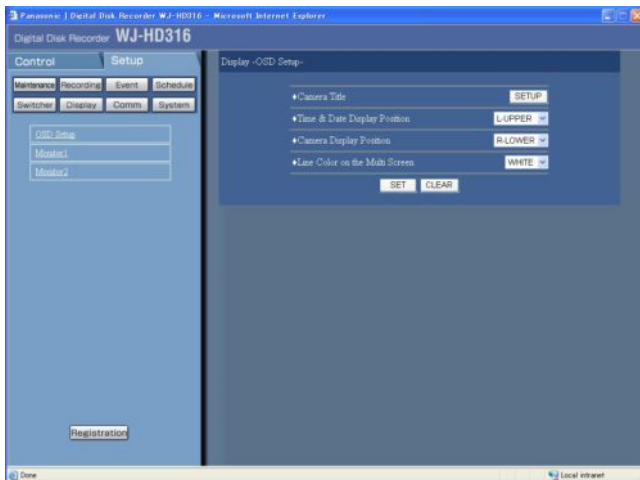 Panasonic | Digital Disk Recorder WJ-HD316 - Microsoft Internet Explorer
Digital Disk Recorder WJ-HD316
Control Setup
Display -OSD Setup-
Maintenance Recording Event Schedule
Switcher Display Comm System
OSD Setup
Monitor1
Monitor2
♦Camera Title SETUP
♦Time & Date Display Position L-UPPER
♦Camera Display Position R-LOWER
♦Line Color on the Multi Screen WHITE
SET CLEAR
Registration
Done Local intranet